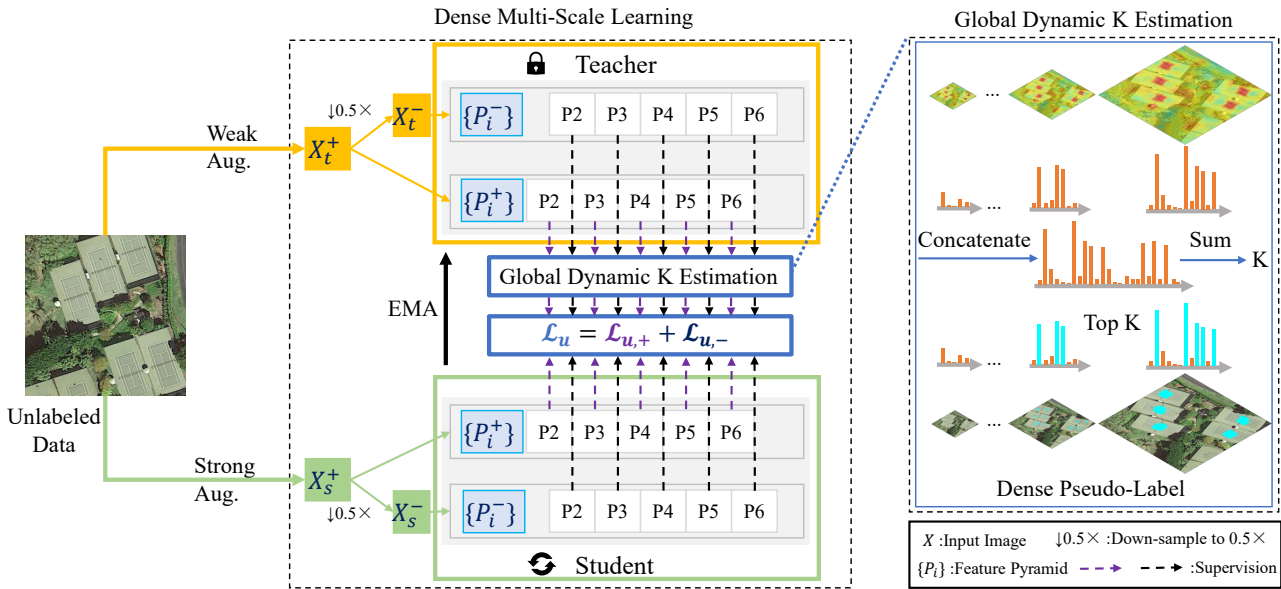 Dense Multi-Scale Learning
Global Dynamic K Estimation
Teacher
↓0.5×
X_t^-
{P_i^-}
P2 P3 P4 P5 P6
Weak
Aug.
X_t^+
{P_i^+}
P2 P3 P4 P5 P6
Global Dynamic K Estimation
EMA
ℒ_u = ℒ_{u,+} + ℒ_{u,-}
Unlabeled
Data
{P_i^+}
P2 P3 P4 P5 P6
Strong
Aug.
X_s^+
↓0.5×
X_s^-
{P_i^-}
P2 P3 P4 P5 P6
Student
...
...
Concatenate
Sum
K
Top K
...
...
Dense Pseudo-Label
X :Input Image ↓0.5× :Down-sample to 0.5×
{P_i} :Feature Pyramid :Supervision